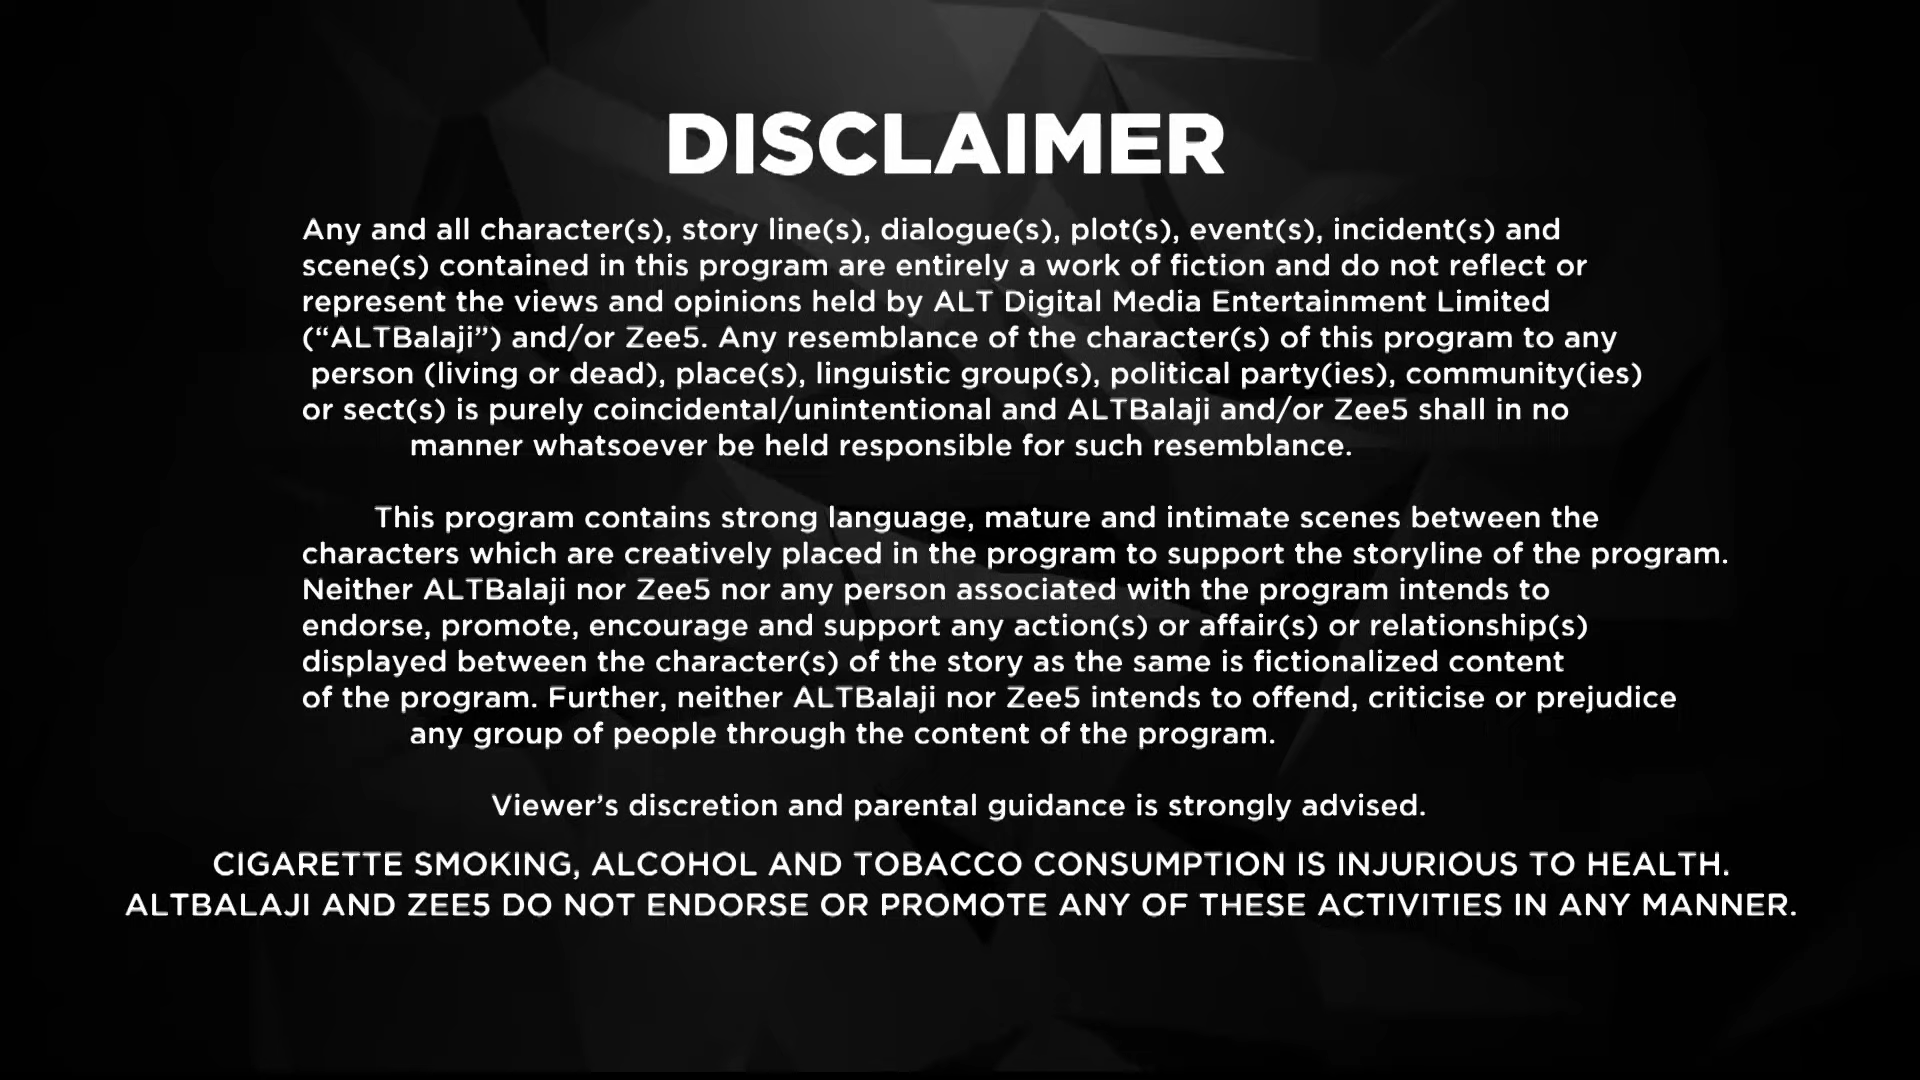 DISCLAIMER
Any and all character(s), story line(s), dialogue(s), plot(s), event(s), incident(s) and
scene(s) contained in this program are entirely a work of fiction and do not reflect or
represent the views and opinions held by ALT Digital Media Entertainment Limited
(“ALTBalaji”) and/or Zee5. Any resemblance of the character(s) of this program to any
person (living or dead), place(s), linguistic group(s), political party(ies), community(ies)
or sect(s) is purely coincidental/unintentional and ALTBalaji and/or Zee5 shall in no
manner whatsoever be held responsible for such resemblance.
This program contains strong language, mature and intimate scenes between the
characters which are creatively placed in the program to support the storyline of the program.
Neither ALTBalaji nor Zee5 nor any person associated with the program intends to
endorse, promote, encourage and support any action(s) or affair(s) or relationship(s)
displayed between the character(s) of the story as the same is fictionalized content
of the program. Further, neither ALTBalaji nor Zee5 intends to offend, criticise or prejudice
any group of people through the content of the program.
Viewer’s discretion and parental guidance is strongly advised.
CIGARETTE SMOKING, ALCOHOL AND TOBACCO CONSUMPTION IS INJURIOUS TO HEALTH.
ALTBALAJI AND ZEE5 DO NOT ENDORSE OR PROMOTE ANY OF THESE ACTIVITIES IN ANY MANNER.